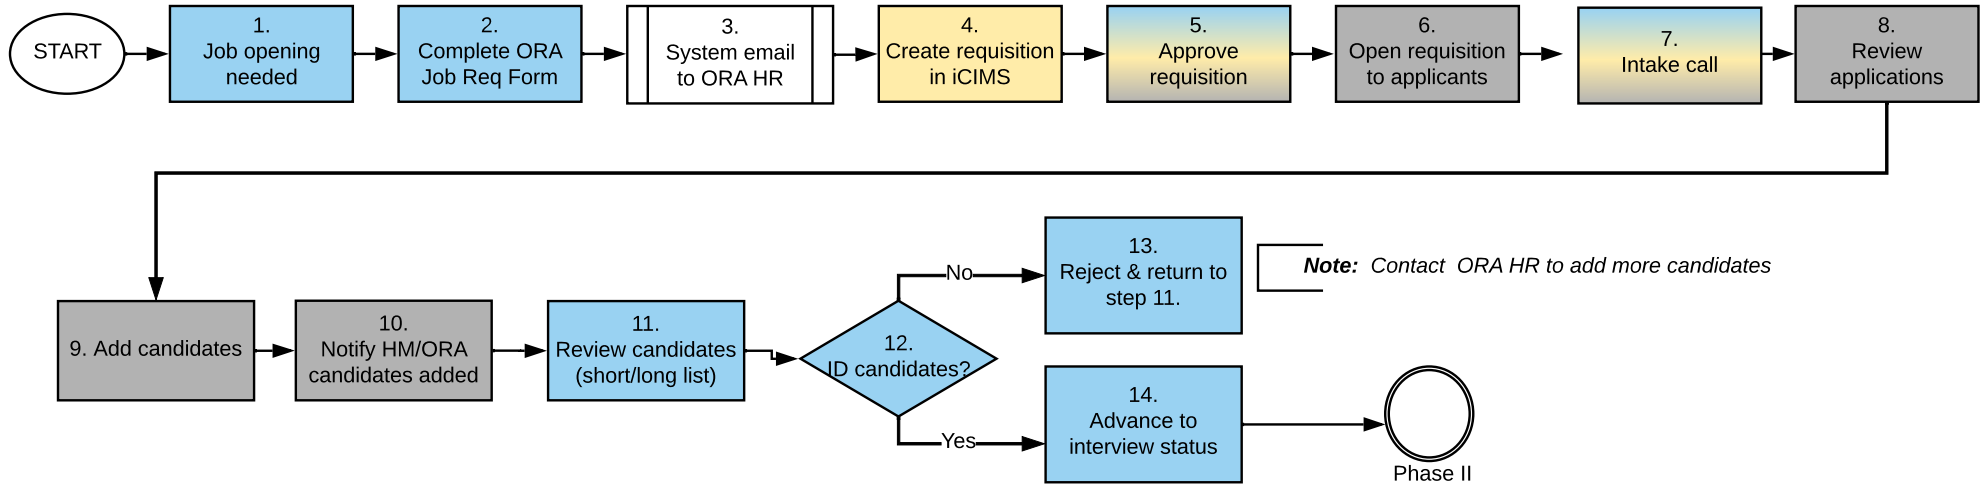 START
1.
Job opening
needed
2.
Complete ORA
Job Req Form
3.
System email
to ORA HR
4.
Create requisition
in iCIMS
5.
Approve
requisition
6.
Open requisition
to applicants
7.
Intake call
8.
Review
applications
9. Add candidates
10.
Notify HM/ORA
candidates added
11.
Review candidates
(short/long list)
12.
ID candidates?
No
13.
Reject & return to
step 11.
Note: Contact ORA HR to add more candidates
Yes
14.
Advance to
interview status
Phase II